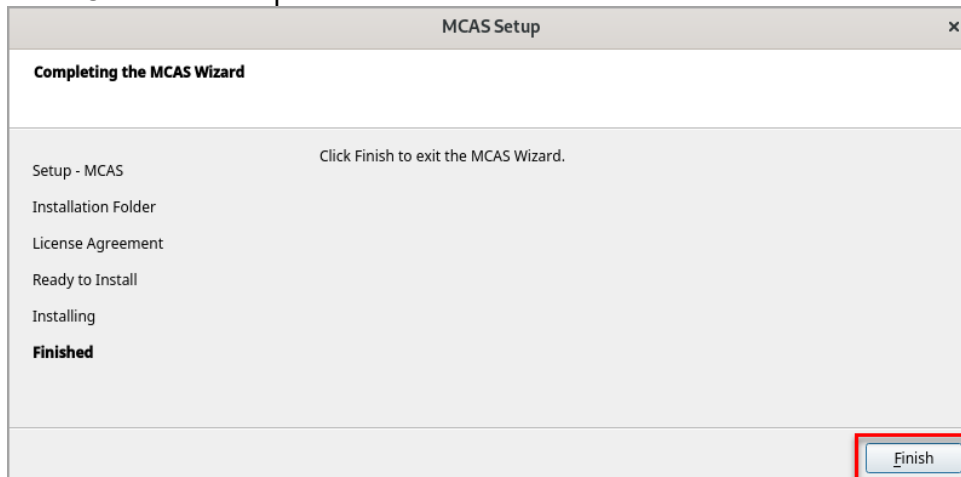 MCAS Setup
×
Completing the MCAS Wizard
Click Finish to exit the MCAS Wizard.
Setup - MCAS
Installation Folder
License Agreement
Ready to Install
Installing
Finished
Finish